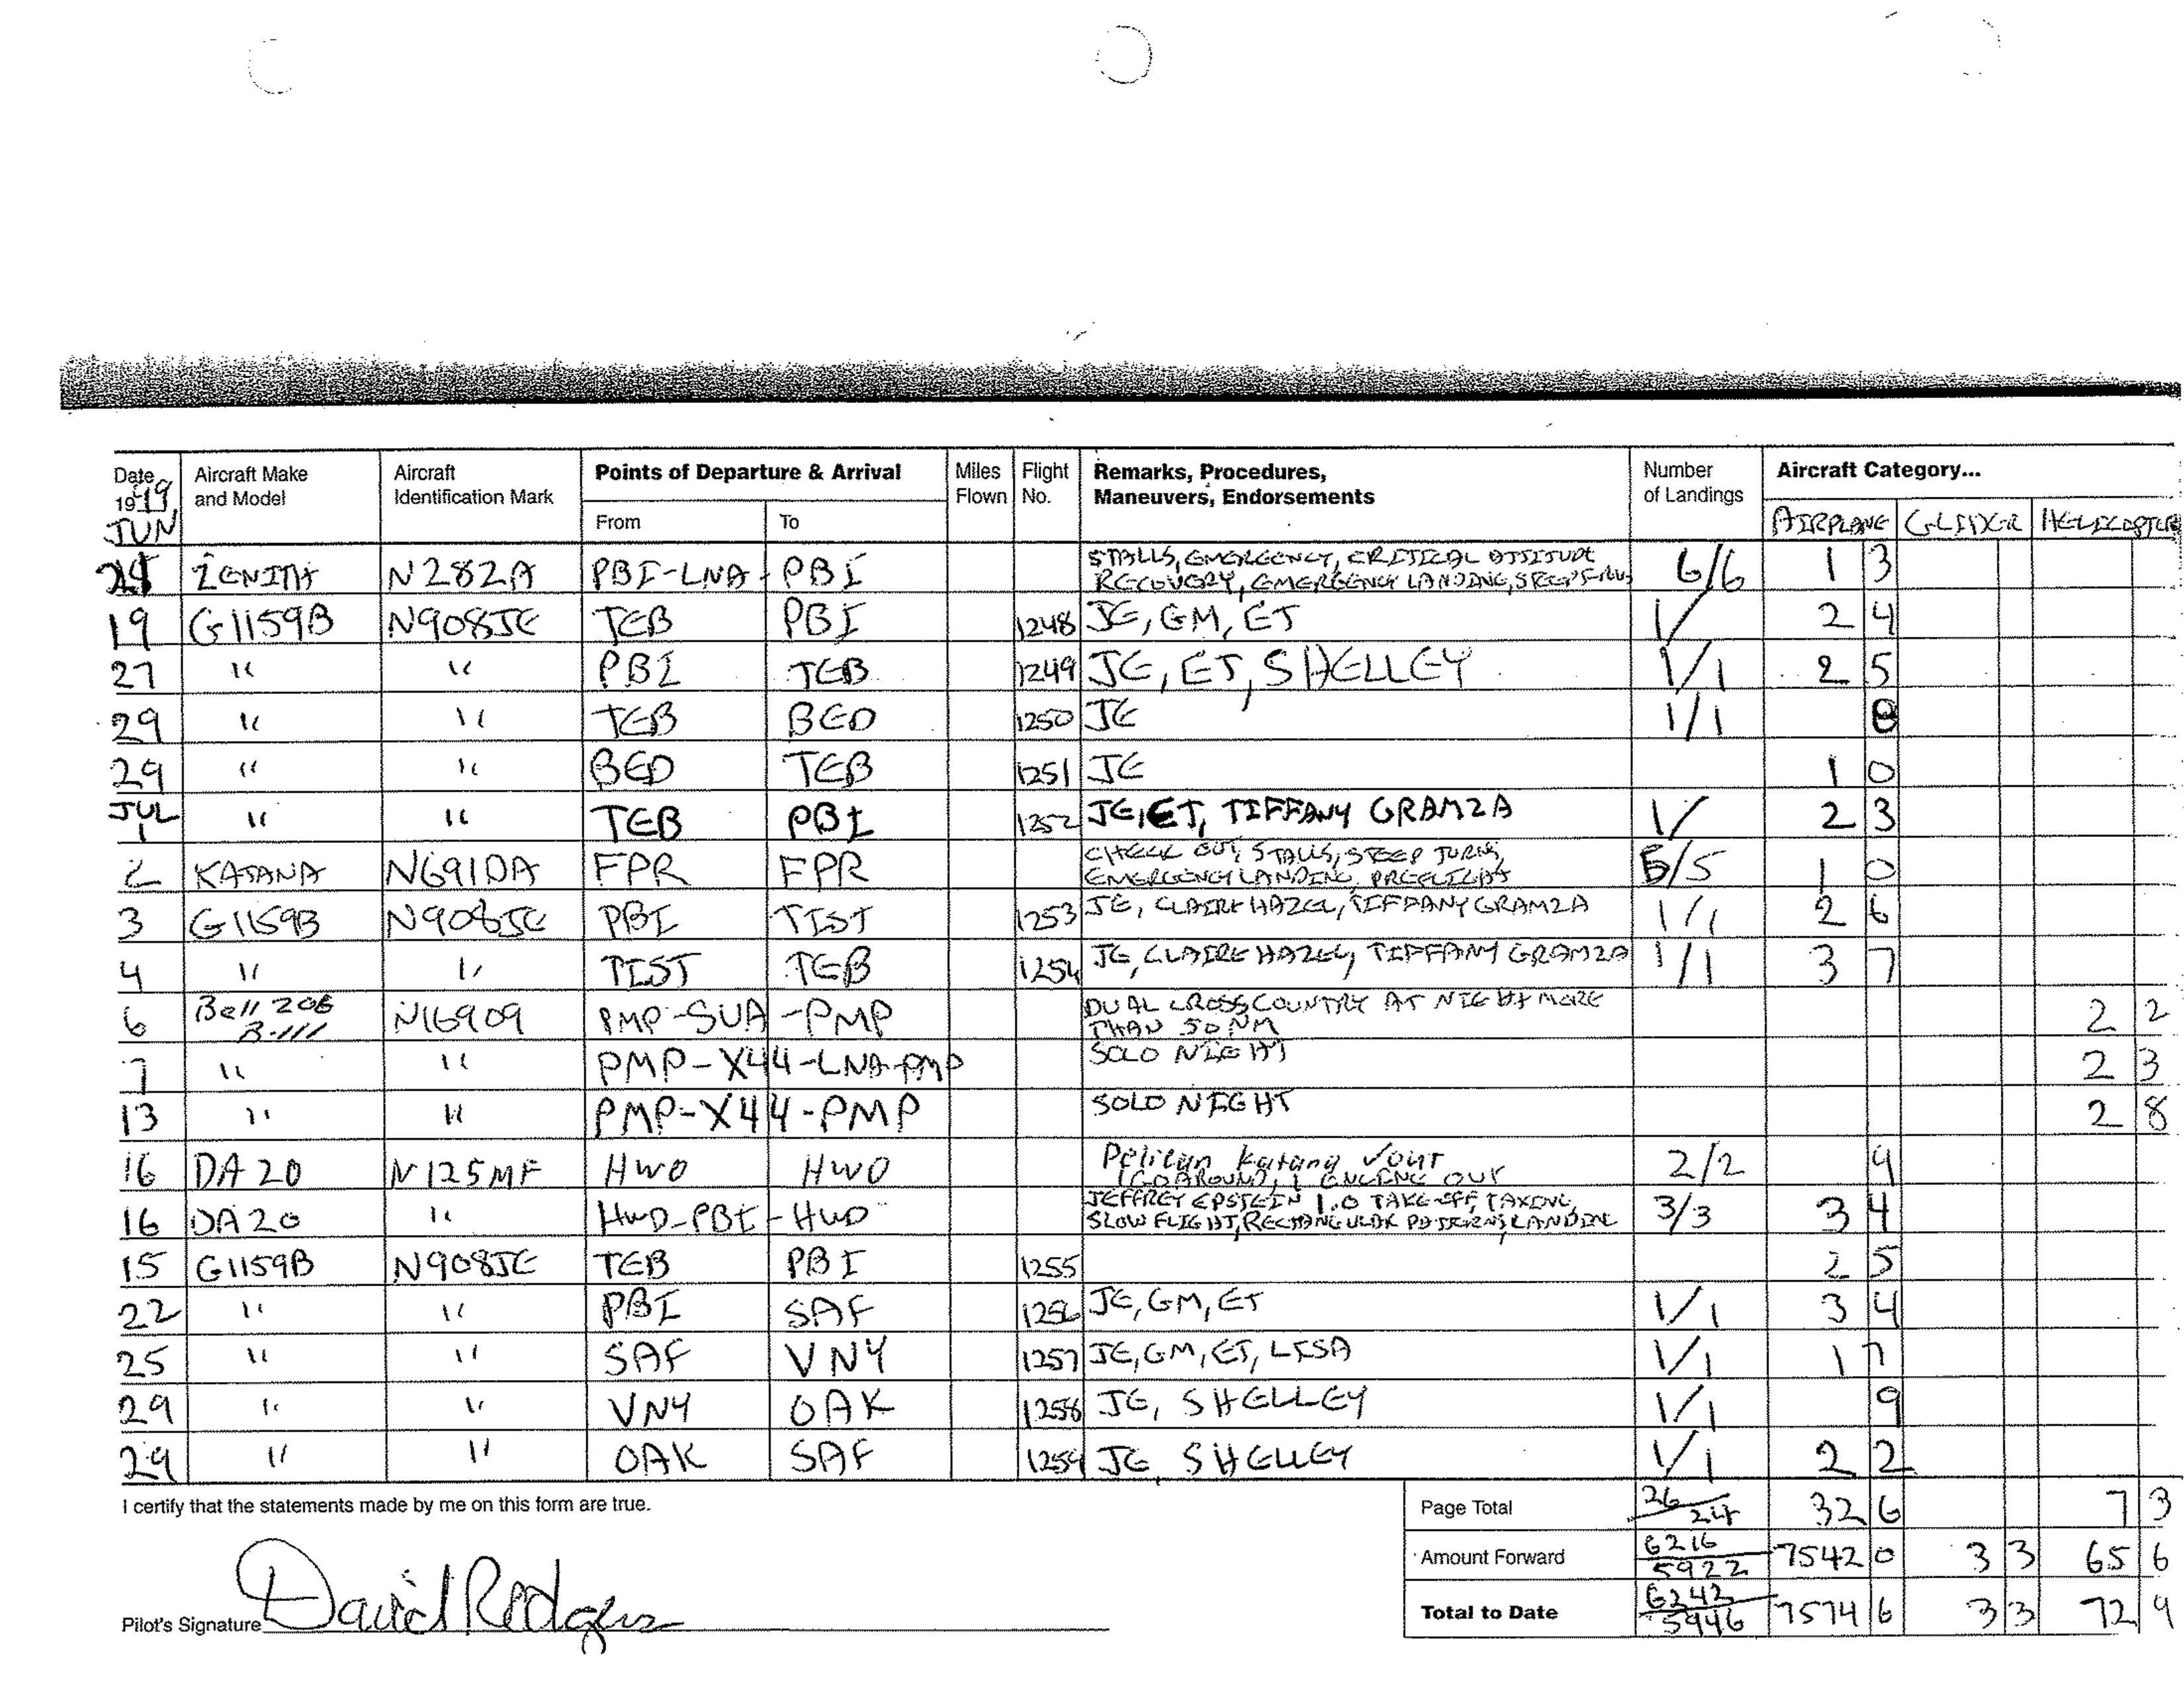 Date Aircraft Make Aircraft Points of Departure & Arrival Miles Flight Remarks, Procedures, Number Aircraft Category...
19 99 and Model Identification Mark Flown No. Maneuvers, Endorsements of Landings
JUN From To AIRPLANE GLIDER HELICOPTER
ZENITH N282A PBI-LNA - PBI STALLS, EMERGENCY, CRITICAL ATTITUDE 6/6 1 3
RECOVERY, EMERGENCY LANDING,
19 G1159B N908JE TEB PBI 1248 JE, GM, ET 1/ 2 4
27 " " PBI TEB 1249 JE, ET, SHELLEY 1/1 2 5
29 " " TEB BED 1250 JE 1/1 8
29 " " BED TEB 1251 JE 1 0
JUL
1 " " TEB PBI 1252 JE, ET, TIFFANY GRAMZA 1/ 2 3
2 KATANA N691DA FPR FPR CHECK OUT, STALLS, STEEP TURNS, 5/5 1 0
EMERGENCY LANDING, PREFLIGHT
3 G1159B N908JE PBI TIST 1253 JE, CLAIRE HAZEL, TIFFANY GRAMZA 1/1 2 6
4 " " TIST TEB 1254 JE, CLAIRE HAZEL, TIFFANY GRAMZA 1/1 3 7
6 Bell 206 N16909 PMP-SUA-PMP DUAL CROSS COUNTRY AT NIGHT MORE 2 2
B-III THAN 50 NM
7 " " PMP-X44-LNA-PMP SOLO NIGHT 2 3
13 " " PMP-X44-PMP SOLO NIGHT 2 8
16 DA 20 N125MF HWO HWO Katana 2/2 9
1 GO AROUND, 1 ENGINE OUT
16 DA20 " HWO-PBI-HWO JEFFREY EPSTEIN 1.0 TAKE-OFF, TAXING, 3/3 3 4
SLOW FLIGHT, RECTANGULAR PATTERNS, LANDING
15 G1159B N908JE TEB PBI 1255 2 5
22 " " PBI SAF 1256 JE, GM, ET 1/1 3 4
25 " " SAF VNY 1257 JE, GM, ET, LISA 1/1 1 7
29 " " VNY OAK 1258 JE, SHELLEY 1/1 9
29 " " OAK SAF 1259 JE, SHELLEY 1/1 2 2
I certify that the statements made by me on this form are true. Page Total 26/24 32 6 7 3
Amount Forward 6216/5922 7542 0 3 3 65 6
Pilot's Signature David Rodgers Total to Date 6242/5946 7574 6 3 3 72 9